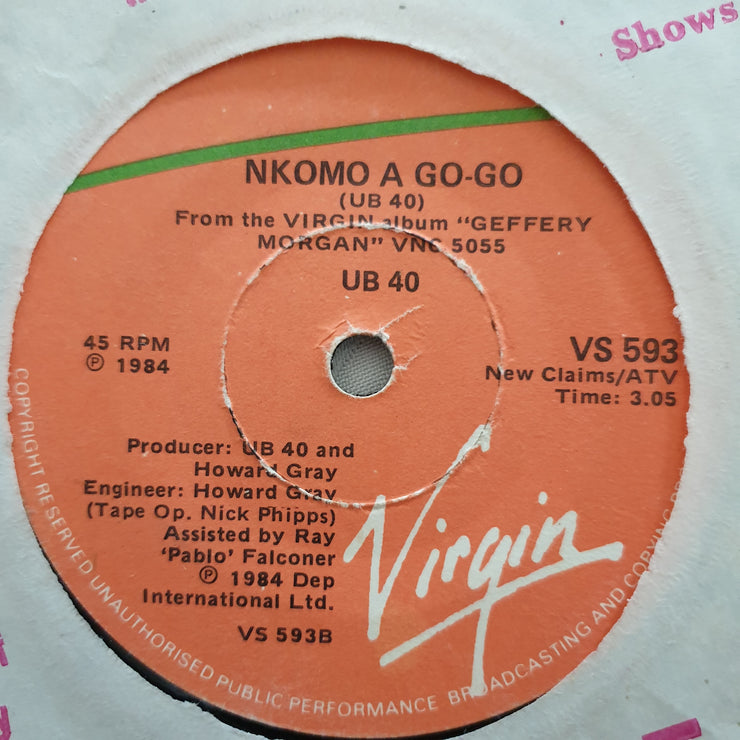 Shows
NKOMO A GO-GO
(UB 40)
From the VIRGIN album "GEFFERY
MORGAN" VNC 5055
UB 40
45 RPM
℗ 1984
VS 593
New Claims/ATV
Time: 3.05
Producer: UB 40 and
Howard Gray
Engineer: Howard Gray
(Tape Op. Nick Phipps)
Assisted by Ray
'Pablo' Falconer
℗ 1984 Dep
International Ltd.
VS 593B
Virgin
COPYRIGHT RESERVED UNAUTHORISED PUBLIC PERFORMANCE BROADCASTING AND COPYING